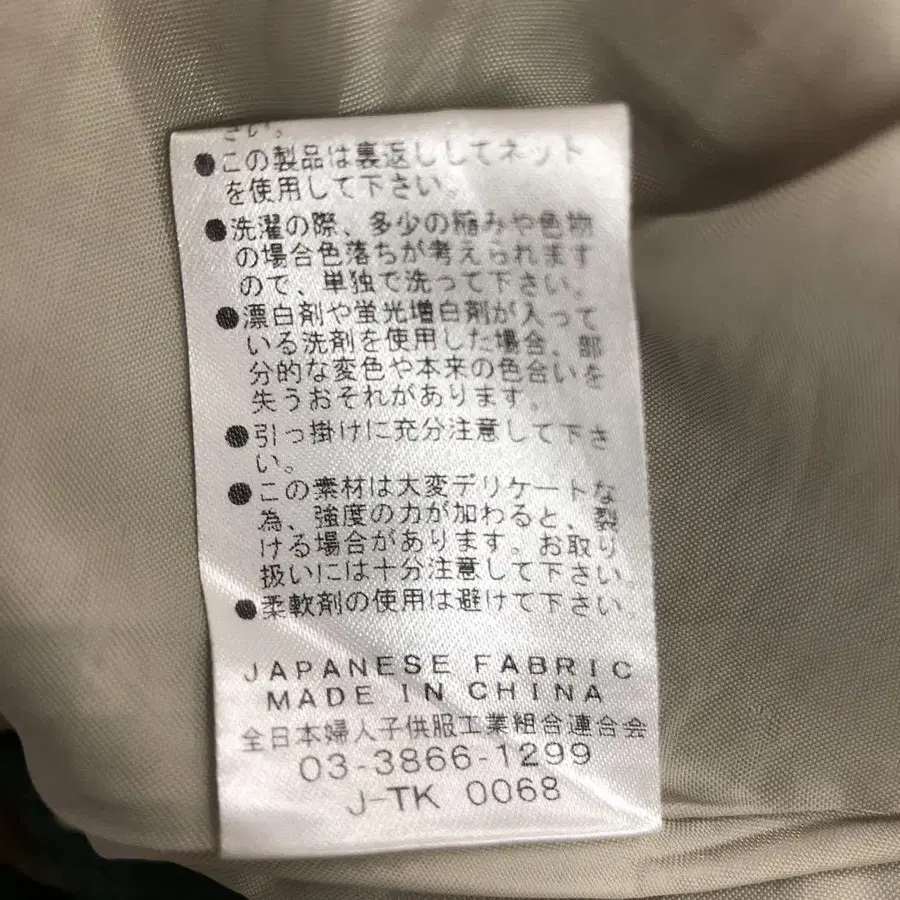 さい。
●この製品は裏返ししてネット
を使用して下さい。
●洗濯の際、多少の縮みや色物
の場合色落ちが考えられます
ので、単独で洗って下さい。
●漂白剤や蛍光増白剤が入って
いる洗剤を使用した場合、部
分的な変色や本来の色合いを
失うおそれがあります。
●引っ掛けに充分注意して下さ
い。
●この素材は大変デリケートな
為、強度の力が加わると、裂
ける場合があります。お取り
扱いには十分注意して下さい。
●柔軟剤の使用は避けて下さい。
JAPANESE FABRIC
MADE IN CHINA
全日本婦人子供服工業組合連合会
03-3866-1299
J-TK 0068